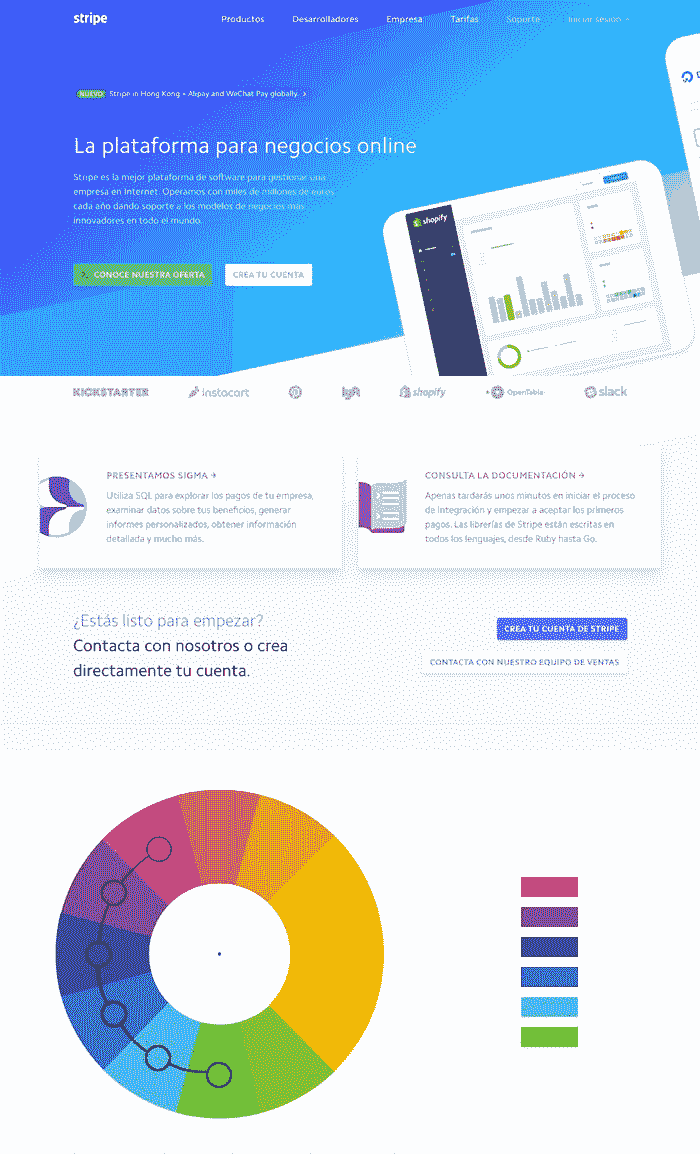 stripe
Productos Desarrolladores Empresa Tarifas Soporte Iniciar sesión
NUEVO Stripe in Hong Kong + Alipay and WeChat Pay globally.
La plataforma para negocios online
Stripe es la mejor plataforma de software para gestionar una
empresa en Internet. Operamos con miles de millones de euros
cada año dando soporte a los modelos de negocios más
innovadores en todo el mundo.
CONOCE NUESTRA OFERTA CREA TU CUENTA
shopify
KICKSTARTER instacart lyft shopify OpenTable slack
PRESENTAMOS SIGMA →
Utiliza SQL para explorar los pagos de tu empresa,
examinar datos sobre tus beneficios, generar
informes personalizados, obtener información
detallada y mucho más.
CONSULTA LA DOCUMENTACIÓN →
Apenas tardarás unos minutos en iniciar el proceso
de integración y empezar a aceptar los primeros
pagos. Las librerías de Stripe están escritas en
todos los lenguajes, desde Ruby hasta Go.
¿Estás listo para empezar?
Contacta con nosotros o crea
directamente tu cuenta.
CREA TU CUENTA DE STRIPE
CONTACTA CON NUESTRO EQUIPO DE VENTAS